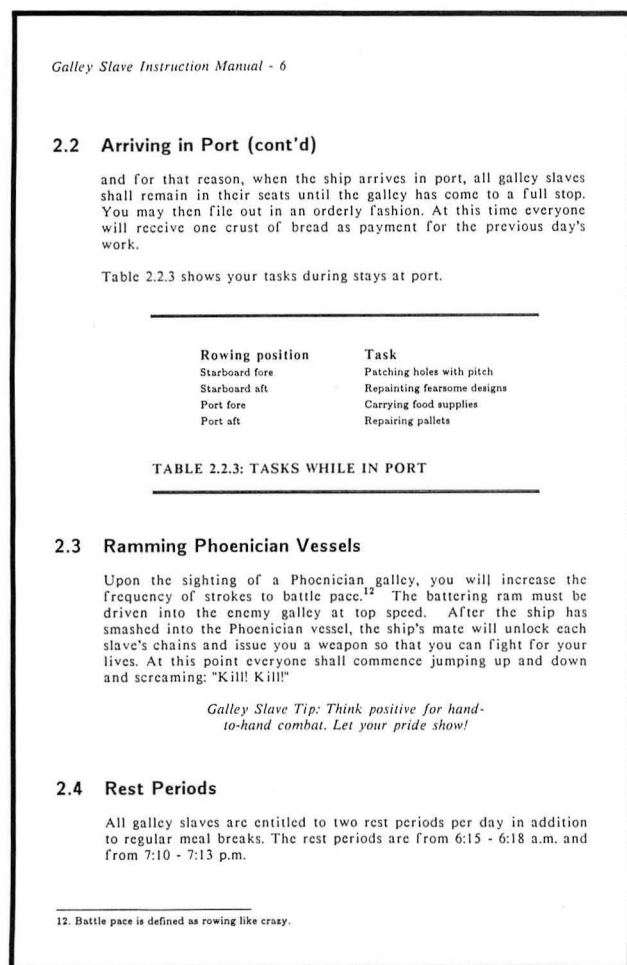 Galley Slave Instruction Manual - 6
2.2 Arriving in Port (cont'd)
and for that reason, when the ship arrives in port, all galley slaves
shall remain in their seats until the galley has come to a full stop.
You may then file out in an orderly fashion. At this time everyone
will receive one crust of bread as payment for the previous day's
work.
Table 2.2.3 shows your tasks during stays at port.
Rowing position Task
Starboard fore Patching holes with pitch
Starboard aft Repainting fearsome designs
Port fore Carrying food supplies
Port aft Repairing pallets
TABLE 2.2.3: TASKS WHILE IN PORT
2.3 Ramming Phoenician Vessels
Upon the sighting of a Phoenician galley, you will increase the
frequency of strokes to battle pace.12 The battering ram must be
driven into the enemy galley at top speed. After the ship has
smashed into the Phoenician vessel, the ship's mate will unlock each
slave's chains and issue you a weapon so that you can fight for your
lives. At this point everyone shall commence jumping up and down
and screaming: "Kill! Kill!"
Galley Slave Tip: Think positive for hand-
to-hand combat. Let your pride show!
2.4 Rest Periods
All galley slaves are entitled to two rest periods per day in addition
to regular meal breaks. The rest periods are from 6:15 - 6:18 a.m. and
from 7:10 - 7:13 p.m.
12. Battle pace is defined as rowing like crazy.